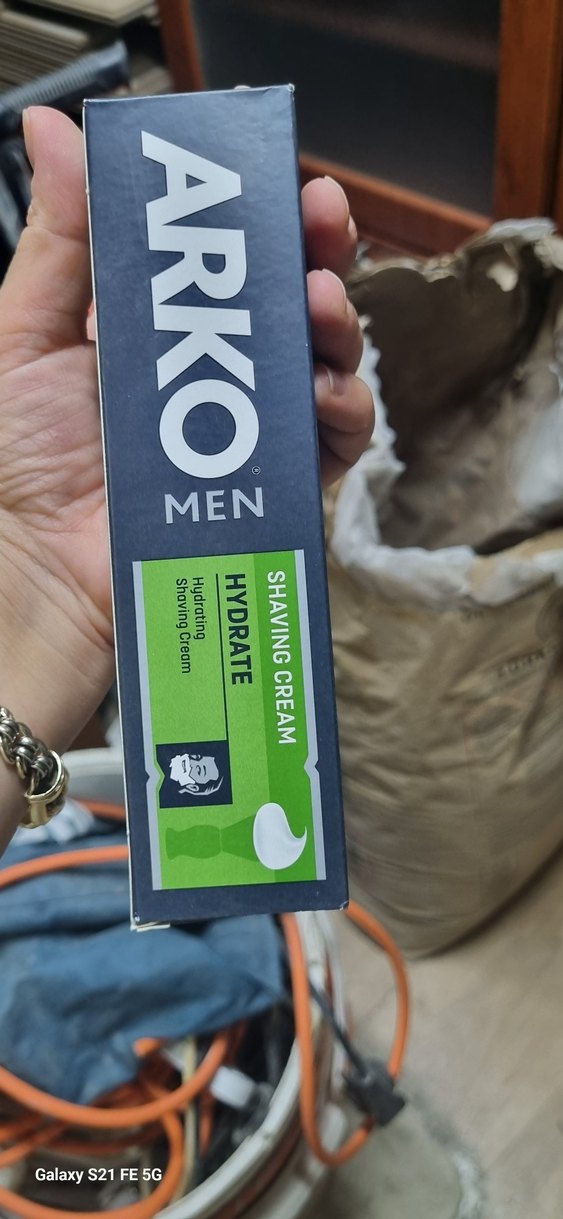 ARKO
MEN
SHAVING CREAM
HYDRATE
Hydrating
Shaving Cream
Galaxy S21 FE 5G